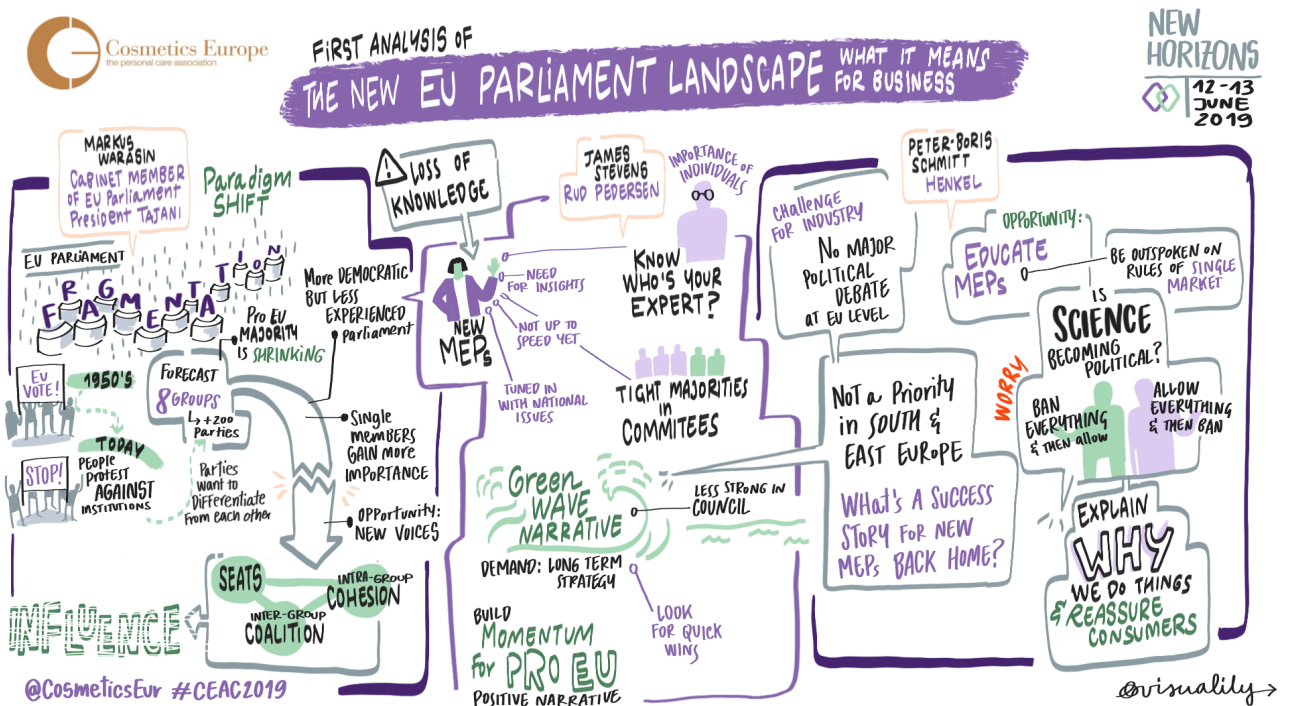 Cosmetics Europe
the personal care association
FIRST ANALYSIS OF
THE NEW EU PARLIAMENT LANDSCAPE
WHAT IT MEANS
FOR BUSINESS
NEW
HORIZONS
12-13
JUNE
2019
MARKUS
WARASIN
CABINET MEMBER
OF EU PARLIAMENT
PRESIDENT TAJANI
Paradigm
SHIFT
EU PARLIAMENT
FRAGMENTATION
PRO EU
MAJORITY
IS SHRINKING
More DEMOCRATIC
BUT LESS
EXPERIENCED
Parliament
EU
VOTE!
1950'S
TODAY
STOP!
PEOPLE
PROTEST
AGAINST
INSTITUTIONS
FORECAST
8 GROUPS
+200
Parties
Parties
WANT to
DIFFERENTIATE
FROM EACH OTHER
Single
MEMBERS
GAIN MORE
IMPORTANCE
OPPORTUNITY:
NEW VOICES
SEATS
INTRA-GROUP
COHESION
INTER-GROUP
COALITION
INFLUENCE
@CosmeticsEur #CEAC2019
LOSS OF
KNOWLEDGE
JAMES
STEVENS
RUD PEDERSEN
IMPORTANCE OF
INDIVIDUALS
NEW
MEPs
NEED
FOR INSIGHTS
NOT UP TO
SPEED YET
TUNED IN
WITH NATIONAL
ISSUES
KNOW
WHO'S YOUR
EXPERT?
TIGHT MAJORITIES
IN
COMMITEES
Green
WAVE
NARRATIVE
LESS STRONG IN
COUNCIL
DEMAND: LONG TERM
STRATEGY
LOOK
FOR QUICK
WINS
BUILD
MOMENTUM
for PRO EU
POSITIVE NARRATIVE
PETER-BORIS
SCHMITT
HENKEL
CHALLENGE
FOR INDUSTRY
NO MAJOR
POLITICAL
DEBATE
AT EU LEVEL
NOT a Priority
in SOUTH &
EAST EUROPE
WHAT'S A SUCCESS
STORY FOR NEW
MEPs BACK HOME?
OPPORTUNITY:
EDUCATE
MEPs
BE OUTSPOKEN ON
RULES OF SINGLE
MARKET
IS
SCIENCE
BECOMING
POLITICAL?
WORRY
BAN
EVERYTHING
& THEN allow
ALLOW
EVERYTHING
& THEN BAN
EXPLAIN
WHY
WE DO THINGS
& REASSURE
CONSUMERS
@visualily